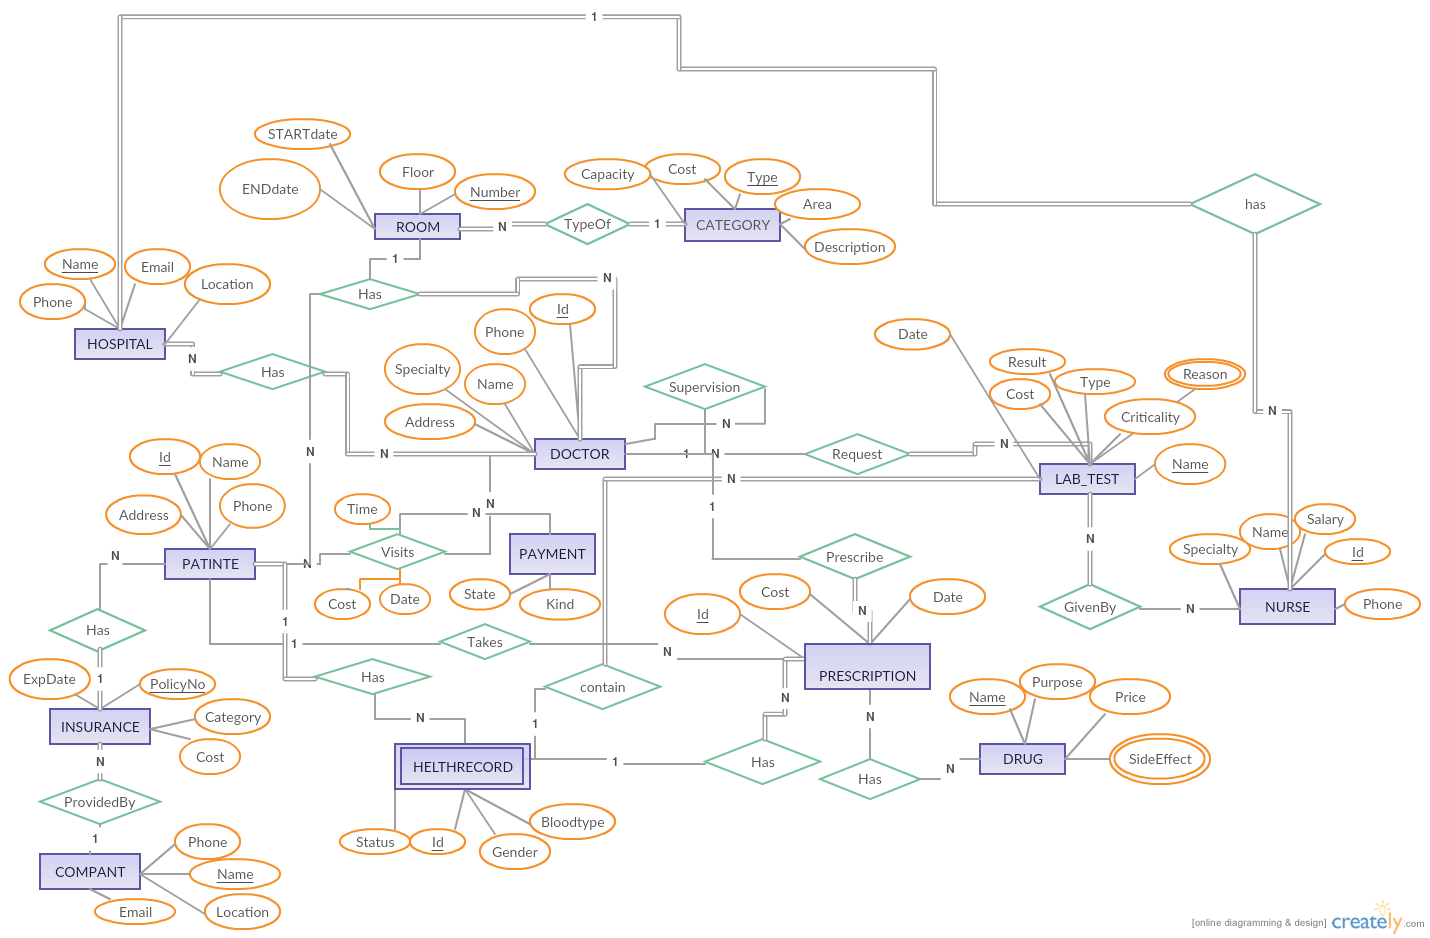 1
STARTdate
ENDdate
Floor
Number
Capacity
Cost
Type
Area
Description
has
ROOM
N
TypeOf
1
CATEGORY
1
Name
Email
Location
Phone
Has
N
Id
HOSPITAL
N
Has
Phone
Specialty
Name
Address
Supervision
N
Date
Result
Cost
Type
Reason
Criticality
Name
N
Id
Name
Address
Phone
N
N
DOCTOR
1
N
Request
N
LAB_TEST
N
1
Time
N
N
Visits
PAYMENT
Cost
Date
State
Kind
Prescribe
N
Specialty
Name
Salary
Id
Phone
N
PATINTE
N
N
GivenBy
N
NURSE
Has
1
1
Takes
N
Id
Cost
Date
PRESCRIPTION
ExpDate
1
PolicyNo
INSURANCE
Category
Cost
N
ProvidedBy
1
Has
N
contain
1
N
N
Name
Purpose
Price
HELTHRECORD
1
Has
Has
N
DRUG
SideEffect
Status
Id
Gender
Bloodtype
COMPANT
Phone
Name
Location
Email
[online diagramming & design] creately.com